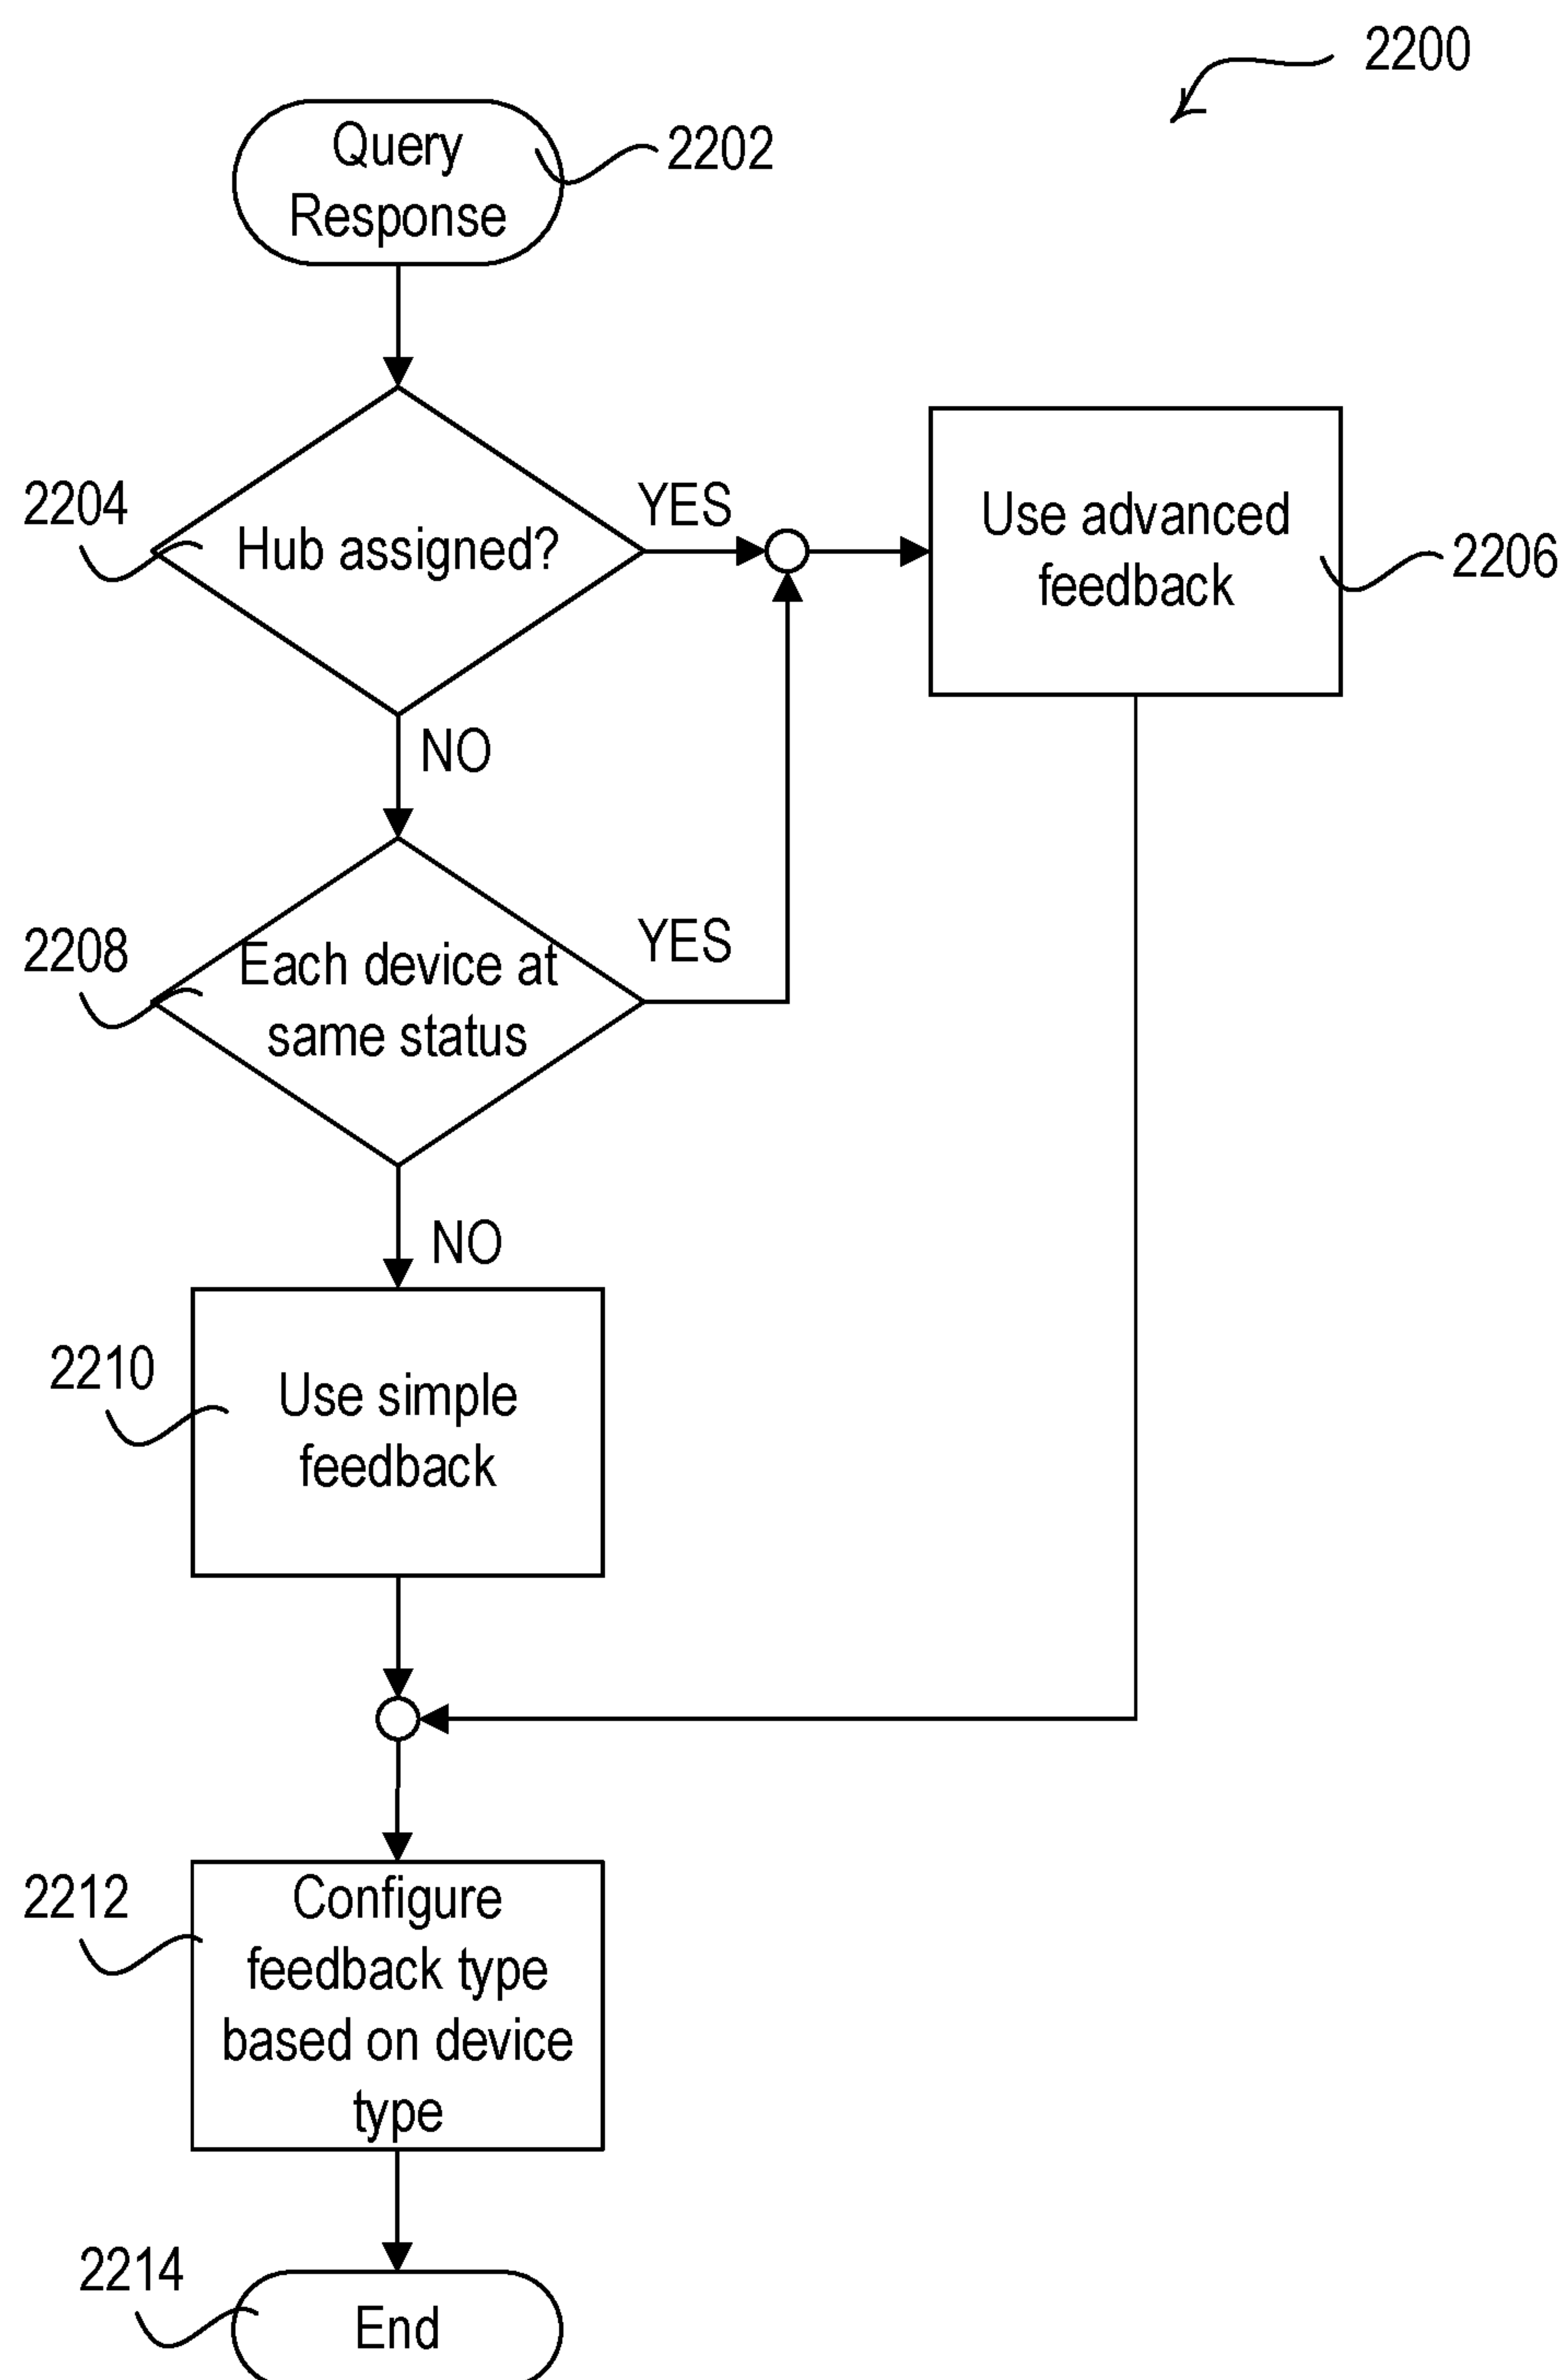 2200
Query
Response
2202
2204
Hub assigned?
YES
Use advanced
feedback
2206
NO
2208
Each device at
same status
YES
NO
2210
Use simple
feedback
2212
Configure
feedback type
based on device
type
2214
End